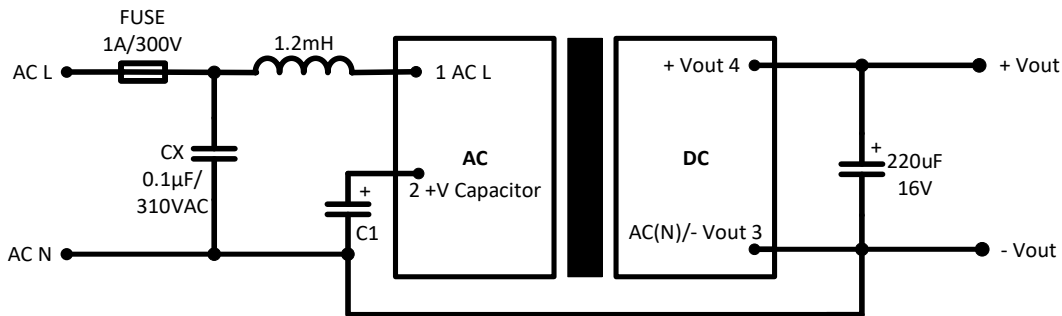 FUSE
1A/300V
1.2mH
AC L
1 AC L
+ Vout 4
+ Vout
CX
0.1µF/
310VAC
AC
DC
+
220uF
16V
2 +V Capacitor
+
C1
AC(N)/- Vout 3
AC N
- Vout